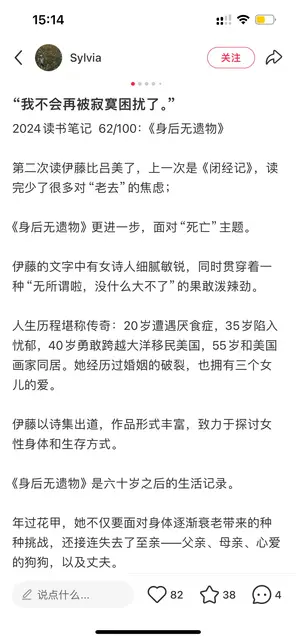 15:14
Sylvia
关注
“我不会再被寂寞困扰了。”
2024读书笔记 62/100：《身后无遗物》
第二次读伊藤比吕美了，上一次是《闭经记》，读
完少了很多对“老去”的焦虑；
《身后无遗物》更进一步，面对“死亡”主题。
伊藤的文字中有女诗人细腻敏锐，同时贯穿着一
种“无所谓啦，没什么大不了”的果敢泼辣劲。
人生历程堪称传奇：20岁遭遇厌食症，35岁陷入
忧郁，40岁勇敢跨越大洋移民美国，55岁和美国
画家同居。她经历过婚姻的破裂，也拥有三个女
儿的爱。
伊藤以诗集出道，作品形式丰富，致力于探讨女
性身体和生存方式。
《身后无遗物》是六十岁之后的生活记录。
年过花甲，她不仅要面对身体逐渐衰老带来的种
种挑战，还接连失去了至亲——父亲、母亲、心爱
的狗狗，以及丈夫。
说点什么...
82
38
4